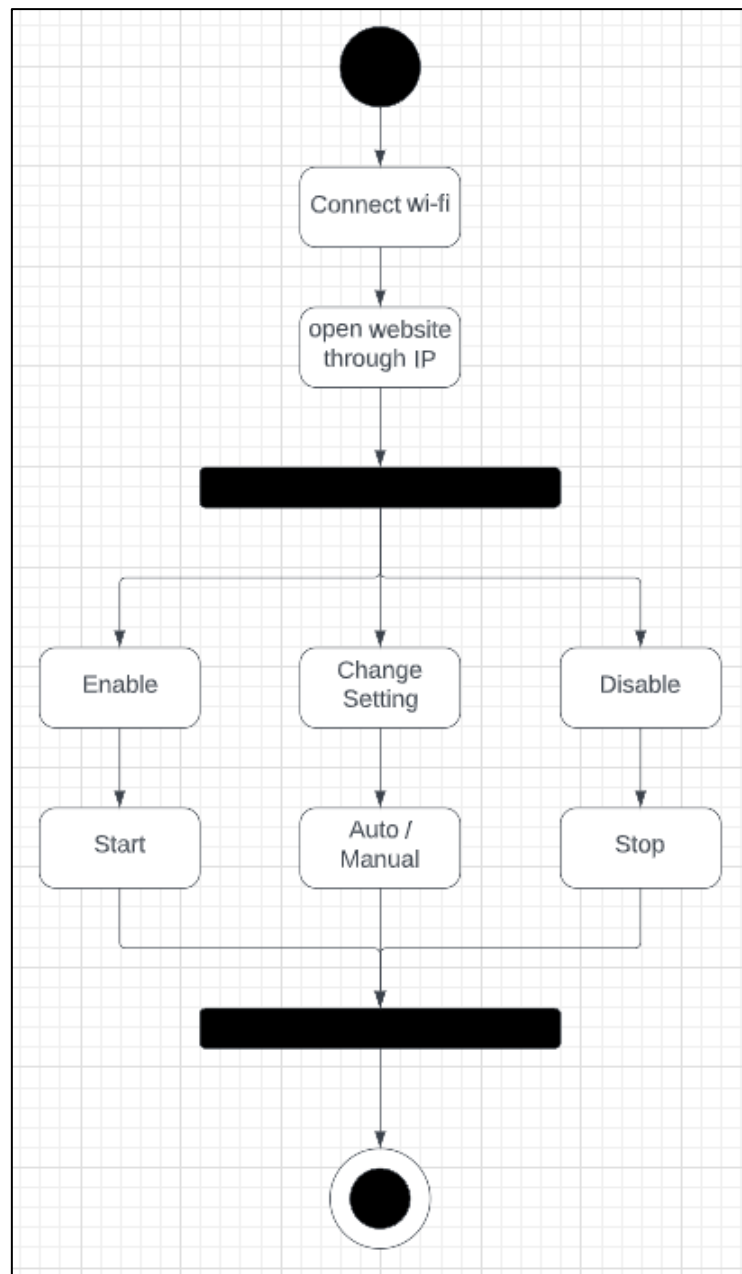 Connect wi-fi
open website
through IP
Enable
Change
Setting
Disable
Start
Auto /
Manual
Stop